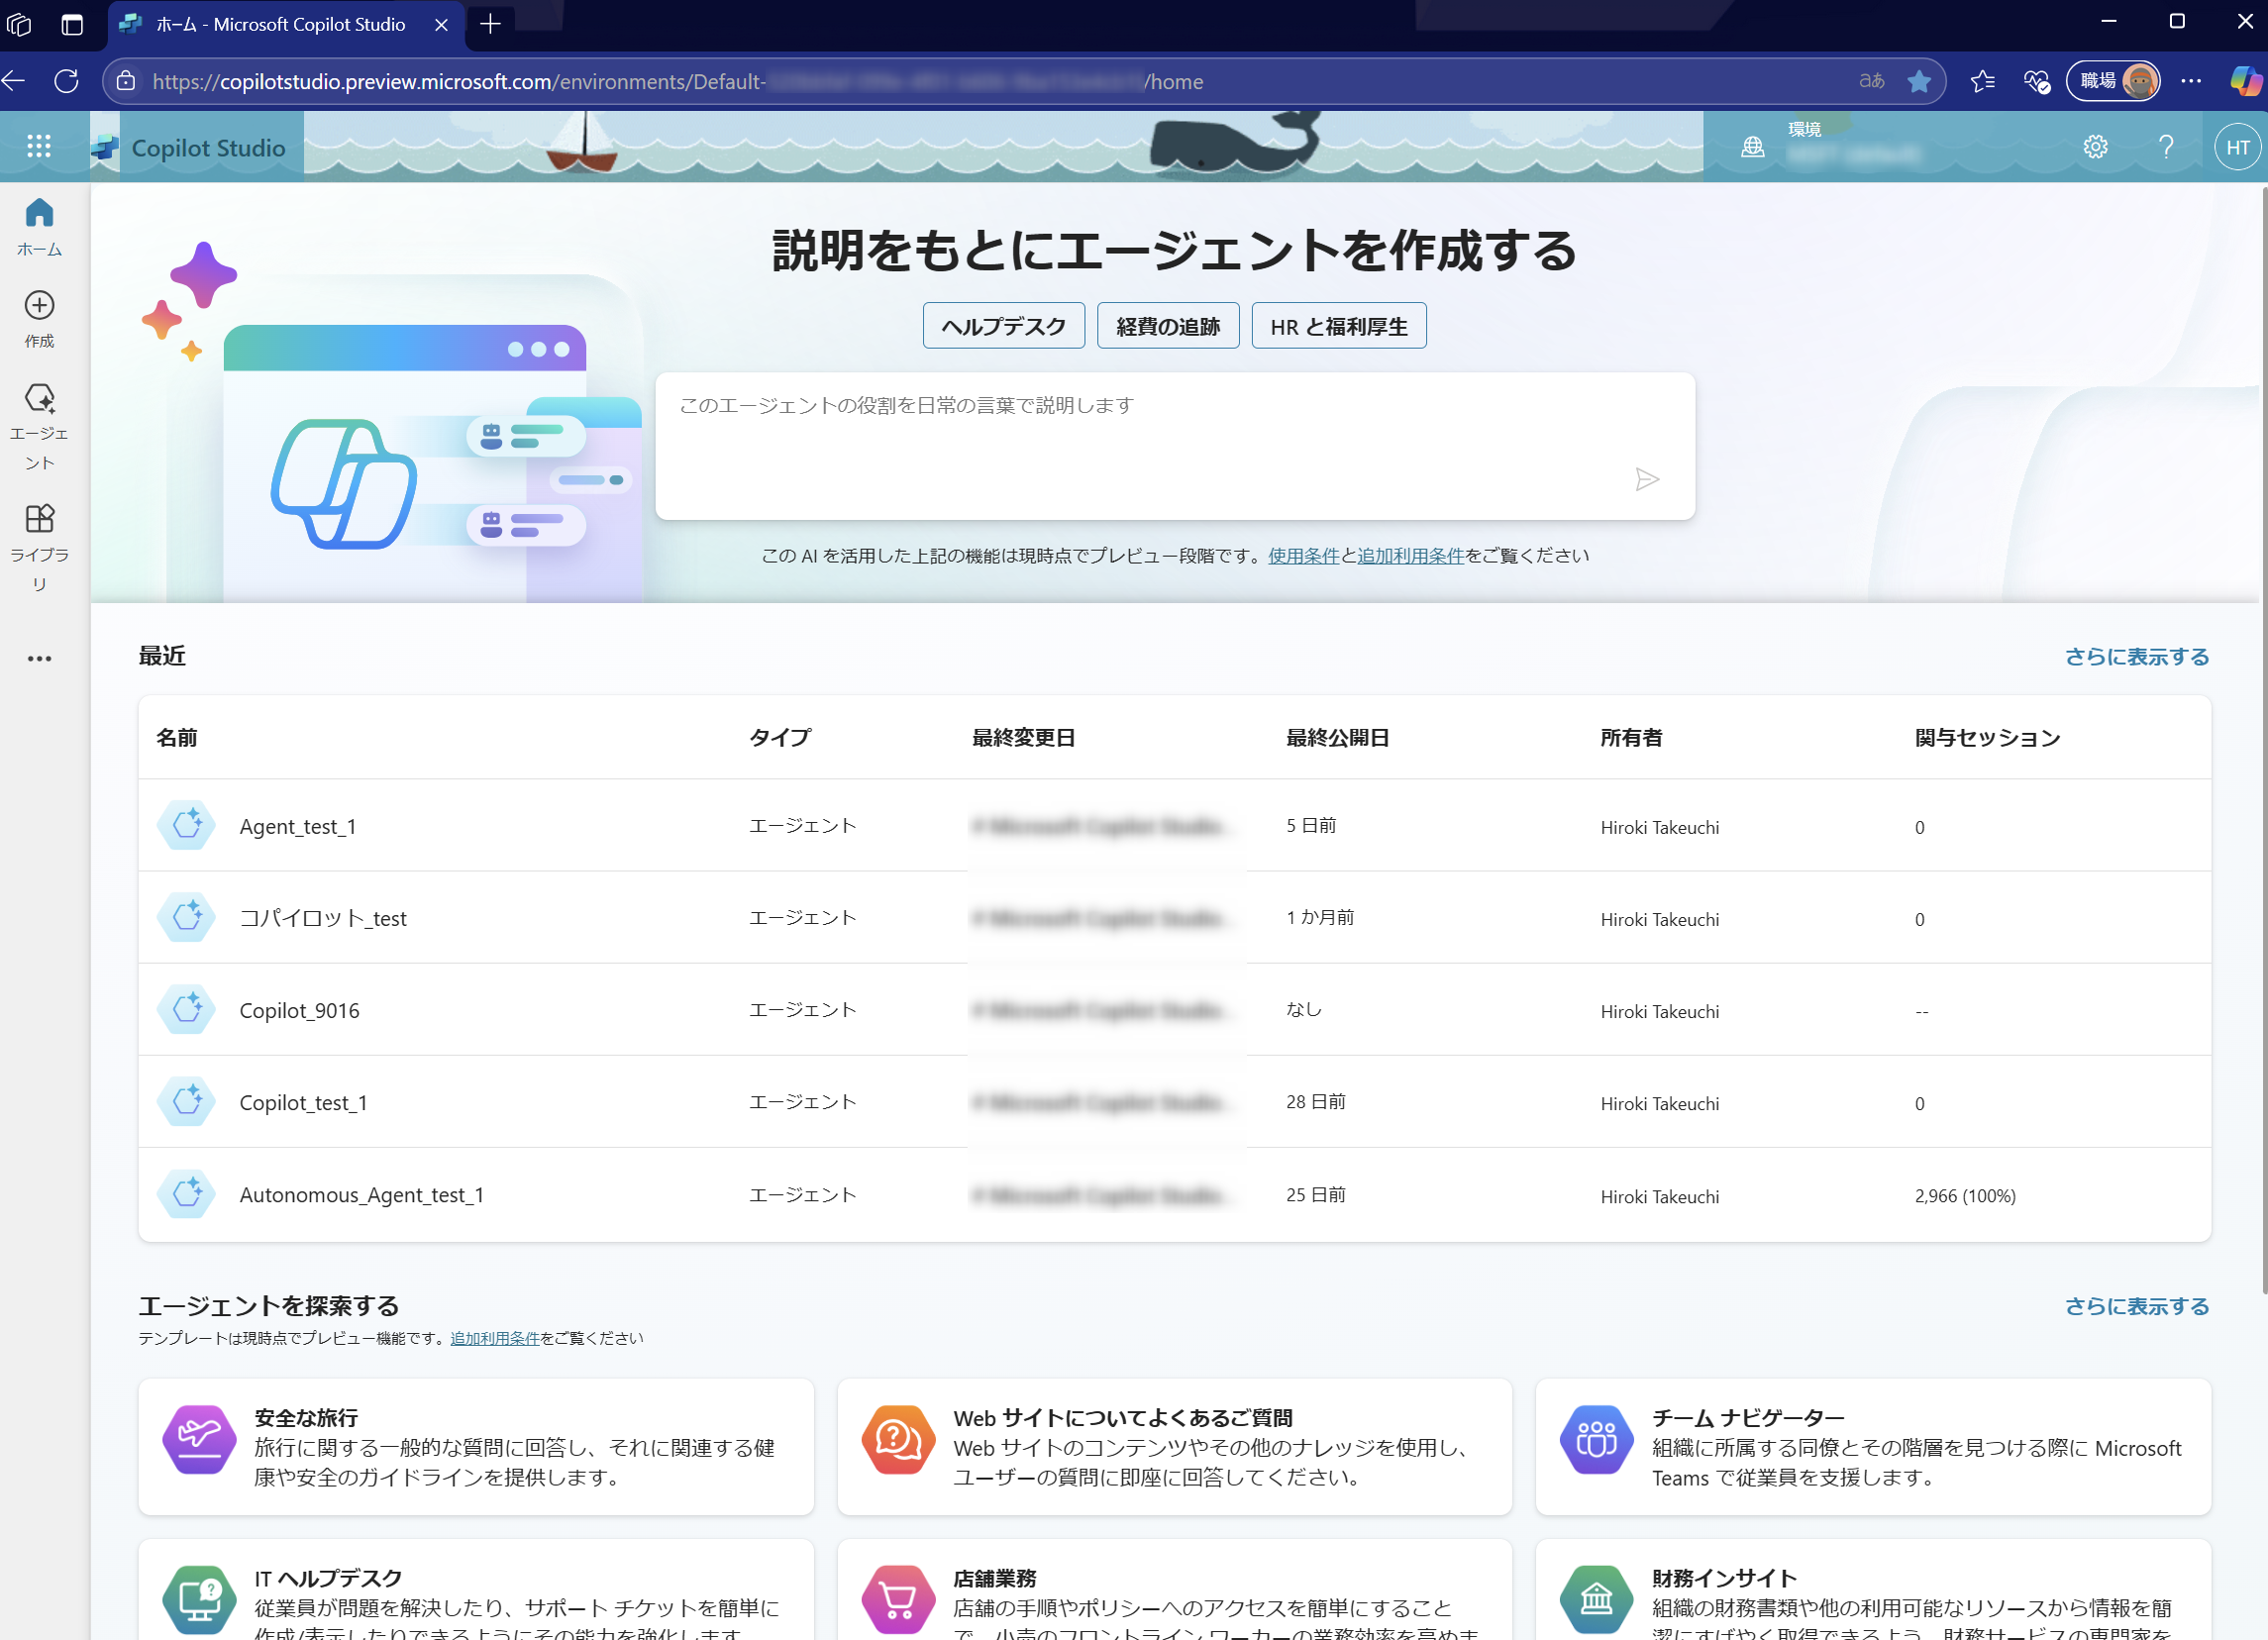 ホーム - Microsoft Copilot Studio
https://copilotstudio.preview.microsoft.com/environments/Default-
/home
aあ
職場
Copilot Studio
環境
HT
ホーム
作成
エージェ
ント
ライブラ
リ
説明をもとにエージェントを作成する
ヘルプデスク
経費の追跡
HR と福利厚生
このエージェントの役割を日常の言葉で説明します
この AI を活用した上記の機能は現時点でプレビュー段階です。使用条件と追加利用条件をご覧ください
最近
さらに表示する
名前 タイプ 最終変更日 最終公開日 所有者 関与セッション
Agent_test_1 エージェント 5 日前 Hiroki Takeuchi 0
コパイロット_test エージェント 1 か月前 Hiroki Takeuchi 0
Copilot_9016 エージェント なし Hiroki Takeuchi --
Copilot_test_1 エージェント 28 日前 Hiroki Takeuchi 0
Autonomous_Agent_test_1 エージェント 25 日前 Hiroki Takeuchi 2,966 (100%)
エージェントを探索する
さらに表示する
テンプレートは現時点でプレビュー機能です。追加利用条件をご覧ください
安全な旅行
旅行に関する一般的な質問に回答し、それに関連する健
康や安全のガイドラインを提供します。
Web サイトについてよくあるご質問
Web サイトのコンテンツやその他のナレッジを使用し、
ユーザーの質問に即座に回答してください。
チーム ナビゲーター
組織に所属する同僚とその階層を見つける際に Microsoft
Teams で従業員を支援します。
IT ヘルプデスク
従業員が問題を解決したり、サポート チケットを簡単に
作成/表示したりできるようにその能力を強化します
店舗業務
店舗の手順やポリシーへのアクセスを簡単にすること
で、小売のフロントライン ワーカーの業務効率を高めま
財務インサイト
組織の財務書類や他の利用可能なリソースから情報を簡
潔にすばやく取得できるよう、財務サービスの専門家を